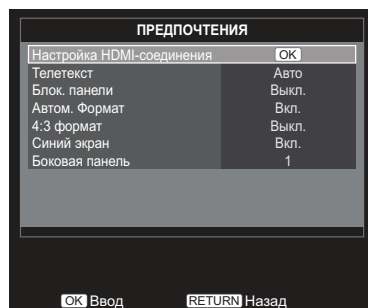 ПРЕДПОЧТЕНИЯ
Настройка HDMI-соединения OK
Телетекст Авто
Блок. панели Выкл.
Автом. Формат Вкл.
4:3 формат Выкл.
Синий экран Вкл.
Боковая панель 1
OK Ввод RETURN Назад